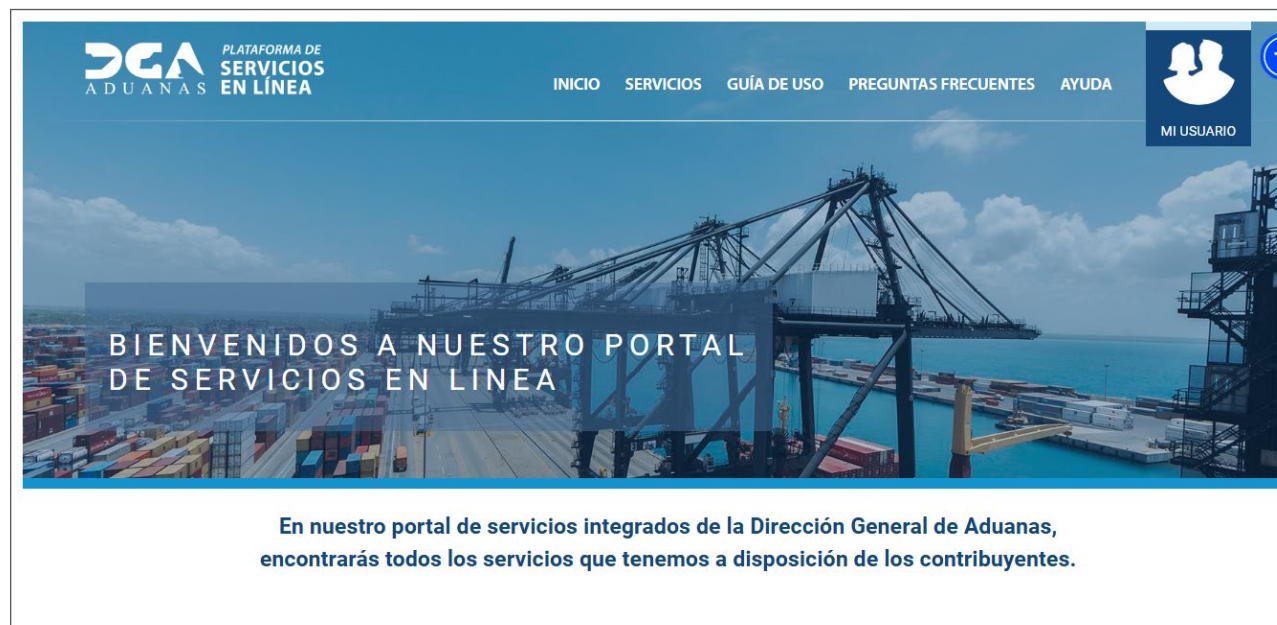 DGA
ADUANAS
PLATAFORMA DE
SERVICIOS
EN LÍNEA
INICIO SERVICIOS GUÍA DE USO PREGUNTAS FRECUENTES AYUDA
MI USUARIO
BIENVENIDOS A NUESTRO PORTAL
DE SERVICIOS EN LINEA
En nuestro portal de servicios integrados de la Dirección General de Aduanas,
encontrarás todos los servicios que tenemos a disposición de los contribuyentes.